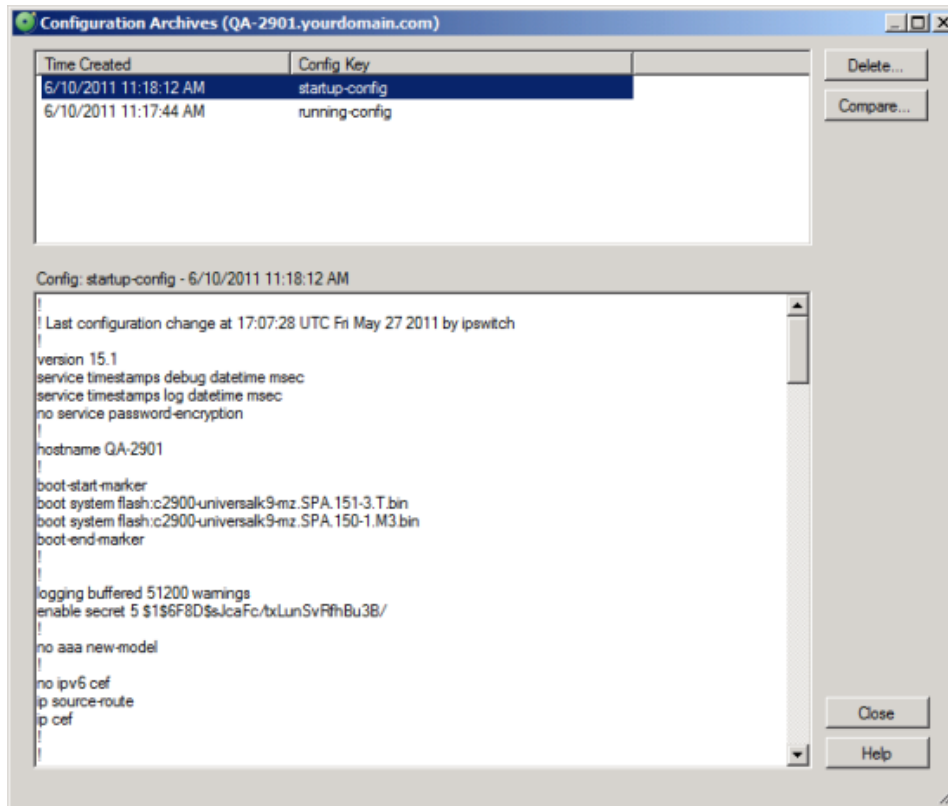 Configuration Archives (QA-2901.yourdomain.com)
Time Created Config Key
6/10/2011 11:18:12 AM startup-config
6/10/2011 11:17:44 AM running-config
Delete...
Compare...
Config: startup-config - 6/10/2011 11:18:12 AM
!
! Last configuration change at 17:07:28 UTC Fri May 27 2011 by ipswitch
!
version 15.1
service timestamps debug datetime msec
service timestamps log datetime msec
no service password-encryption
!
hostname QA-2901
!
boot-start-marker
boot system flash:c2900-universalk9-mz.SPA.151-3.T.bin
boot system flash:c2900-universalk9-mz.SPA.150-1.M3.bin
boot-end-marker
!
!
logging buffered 51200 warnings
enable secret 5 $1$6F8D$sJcaFc/txLunSvRfhBu3B/
!
no aaa new-model
!
no ipv6 cef
ip source-route
ip cef
!
!
Close
Help